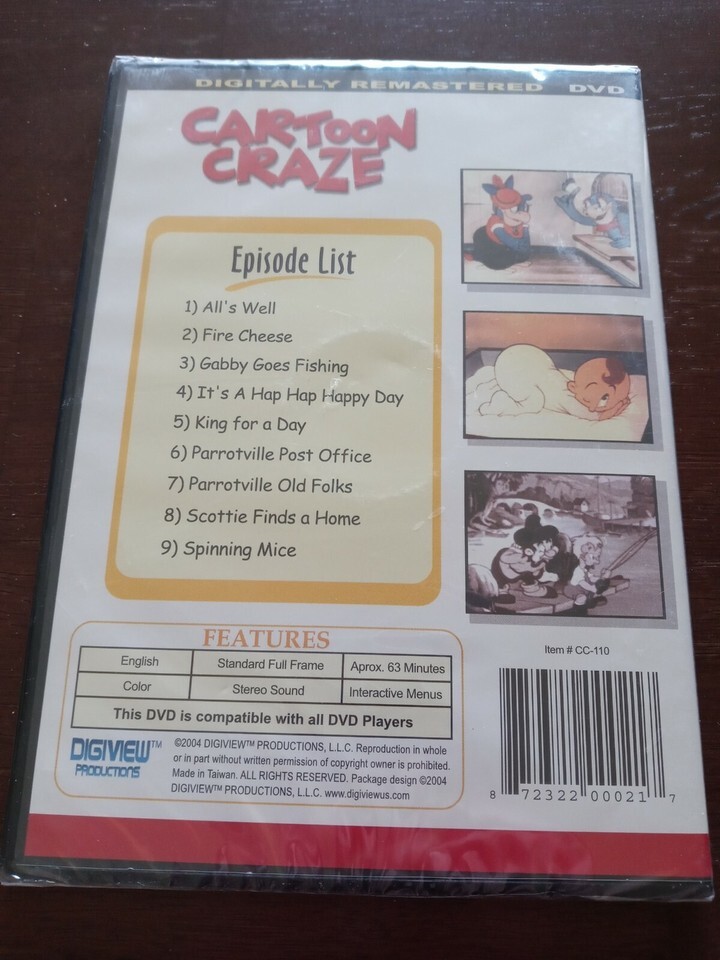 DIGITALLY REMASTERED DVD
CARTOON
CRAZE
Episode List
1) All's Well
2) Fire Cheese
3) Gabby Goes Fishing
4) It's A Hap Hap Happy Day
5) King for a Day
6) Parrotville Post Office
7) Parrotville Old Folks
8) Scottie Finds a Home
9) Spinning Mice
FEATURES
English Standard Full Frame Aprox. 63 Minutes
Color Stereo Sound Interactive Menus
This DVD is compatible with all DVD Players
DIGIVIEW™
PRODUCTIONS
©2004 DIGIVIEW™ PRODUCTIONS, L.L.C. Reproduction in whole
or in part without written permission of copyright owner is prohibited.
Made in Taiwan. ALL RIGHTS RESERVED. Package design ©2004
DIGIVIEW™ PRODUCTIONS, L.L.C. www.digiviewus.com
Item # CC-110
8 72322 00021 7